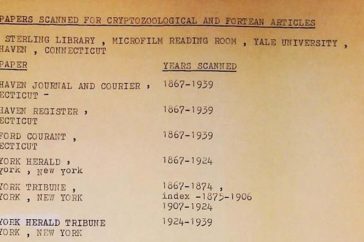 PAPERS SCANNED FOR CRYPTOZOOLOGICAL AND FORTEAN ARTICLES
STERLING LIBRARY , MICROFILM READING ROOM , YALE UNIVERSITY ,
HAVEN , CONNECTICUT
PAPER YEARS SCANNED
HAVEN JOURNAL AND COURIER , 1867-1939
ECTICUT -
HAVEN REGISTER , 1867-1939
ECTICUT
FORD COURANT , 1867-1939
ECTICUT
YORK HERALD , 1867-1924
York , New York
YORK TRIBUNE , 1867-1874 ,
YORK , NEW YORK index -1875-1906
1907-1924
YORK HERALD TRIBUNE 1924-1939
YORK , NEW YORK